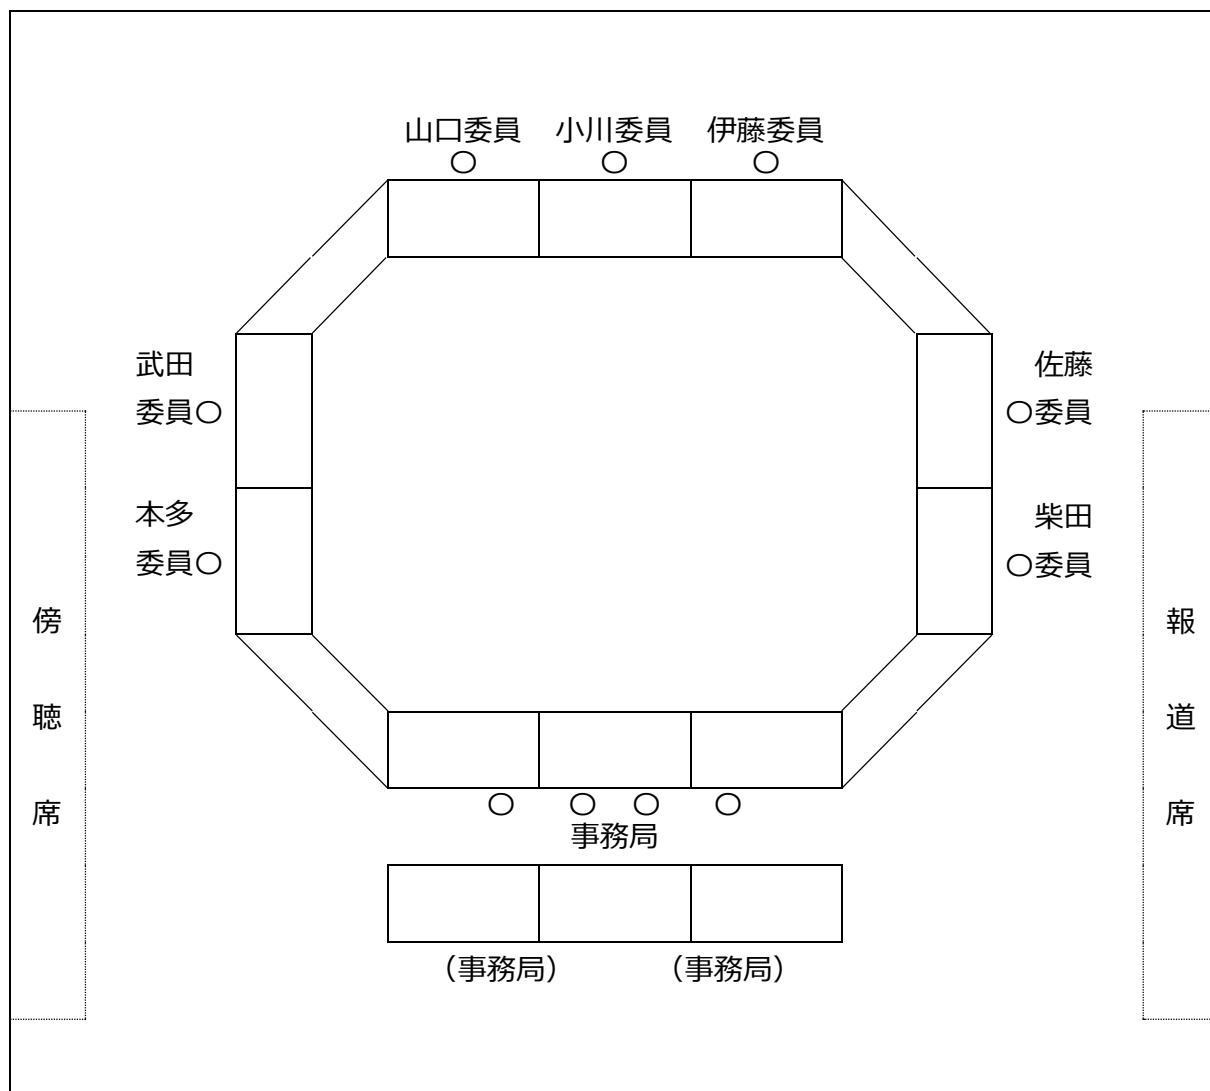 山口委員 小川委員 伊藤委員
〇 〇 〇
武田
委員〇
佐藤
〇委員
本多
委員〇
柴田
〇委員
傍聴席
報道席
〇 〇 〇 〇
事務局
（事務局） （事務局）